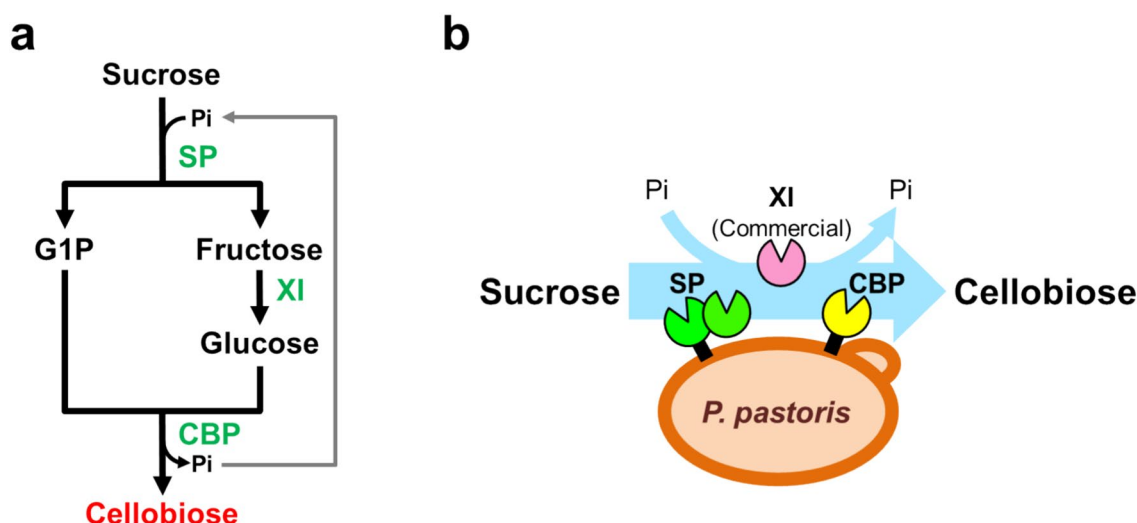 a
Sucrose
Pi
SP
G1P
Fructose
XI
Glucose
CBP
Pi
Cellobiose
b
Pi
XI
(Commercial)
Pi
Sucrose
SP
CBP
Cellobiose
P. pastoris